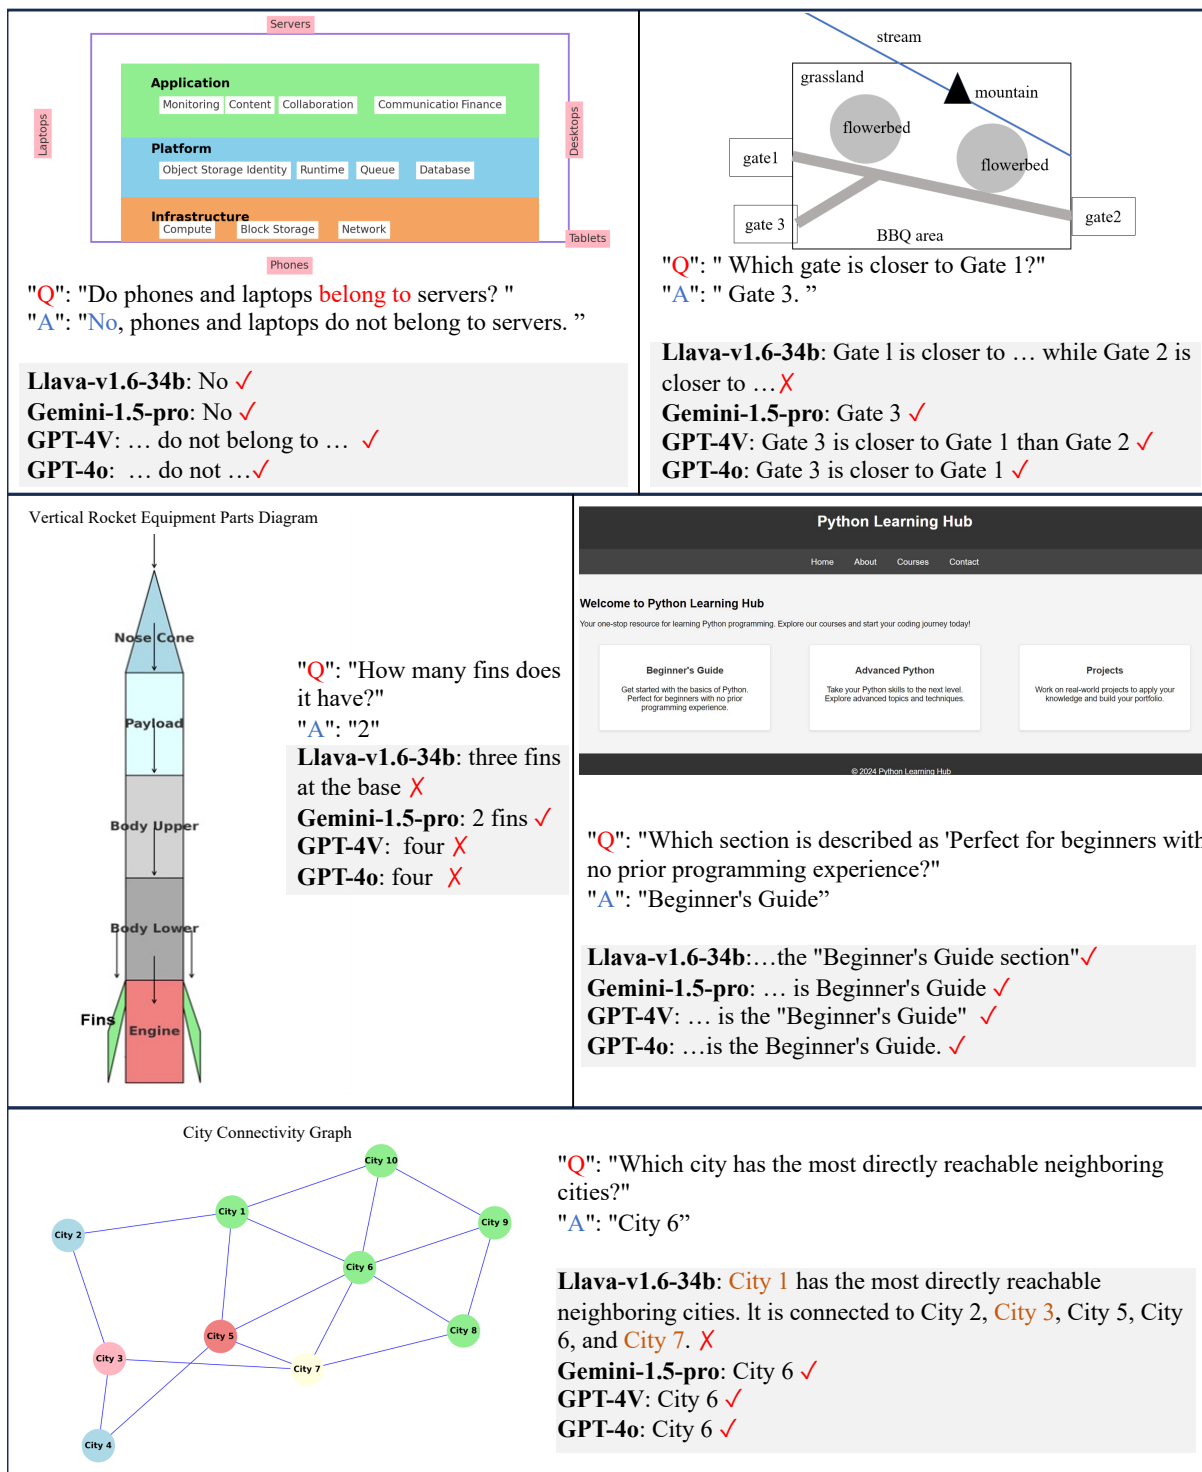 Servers
Laptops
Desktops
Tablets
Phones
Application
Monitoring Content Collaboration Communication Finance
Platform
Object Storage Identity Runtime Queue Database
Infrastructure
Compute Block Storage Network
"Q": "Do phones and laptops belong to servers? "
"A": "No, phones and laptops do not belong to servers. ”
Llava-v1.6-34b: No ✓
Gemini-1.5-pro: No ✓
GPT-4V: … do not belong to … ✓
GPT-4o: … do not …✓
stream
grassland
mountain
flowerbed
flowerbed
gate1
gate 3
gate2
BBQ area
"Q": " Which gate is closer to Gate 1?"
"A": " Gate 3. ”
Llava-v1.6-34b: Gate l is closer to … while Gate 2 is
closer to …✗
Gemini-1.5-pro: Gate 3 ✓
GPT-4V: Gate 3 is closer to Gate 1 than Gate 2 ✓
GPT-4o: Gate 3 is closer to Gate 1 ✓
Vertical Rocket Equipment Parts Diagram
Nose Cone
Payload
Body Upper
Body Lower
Fins
Engine
"Q": "How many fins does
it have?"
"A": "2"
Llava-v1.6-34b: three fins
at the base ✗
Gemini-1.5-pro: 2 fins ✓
GPT-4V: four ✗
GPT-4o: four ✗
Python Learning Hub
Home About Courses Contact
Welcome to Python Learning Hub
Your one-stop resource for learning Python programming. Explore our courses and start your coding journey today!
Beginner's Guide
Get started with the basics of Python.
Perfect for beginners with no prior
programming experience.
Advanced Python
Take your Python skills to the next level.
Explore advanced topics and techniques.
Projects
Work on real-world projects to apply your
knowledge and build your portfolio.
© 2024 Python Learning Hub
"Q": "Which section is described as 'Perfect for beginners with
no prior programming experience?"
"A": "Beginner's Guide”
Llava-v1.6-34b:…the "Beginner's Guide section"✓
Gemini-1.5-pro: … is Beginner's Guide ✓
GPT-4V: … is the "Beginner's Guide" ✓
GPT-4o: …is the Beginner's Guide. ✓
City Connectivity Graph
City 10
City 1
City 9
City 2
City 6
City 8
City 5
City 3
City 7
City 4
"Q": "Which city has the most directly reachable neighboring
cities?"
"A": "City 6”
Llava-v1.6-34b: City 1 has the most directly reachable
neighboring cities. lt is connected to City 2, City 3, City 5, City
6, and City 7. ✗
Gemini-1.5-pro: City 6 ✓
GPT-4V: City 6 ✓
GPT-4o: City 6 ✓